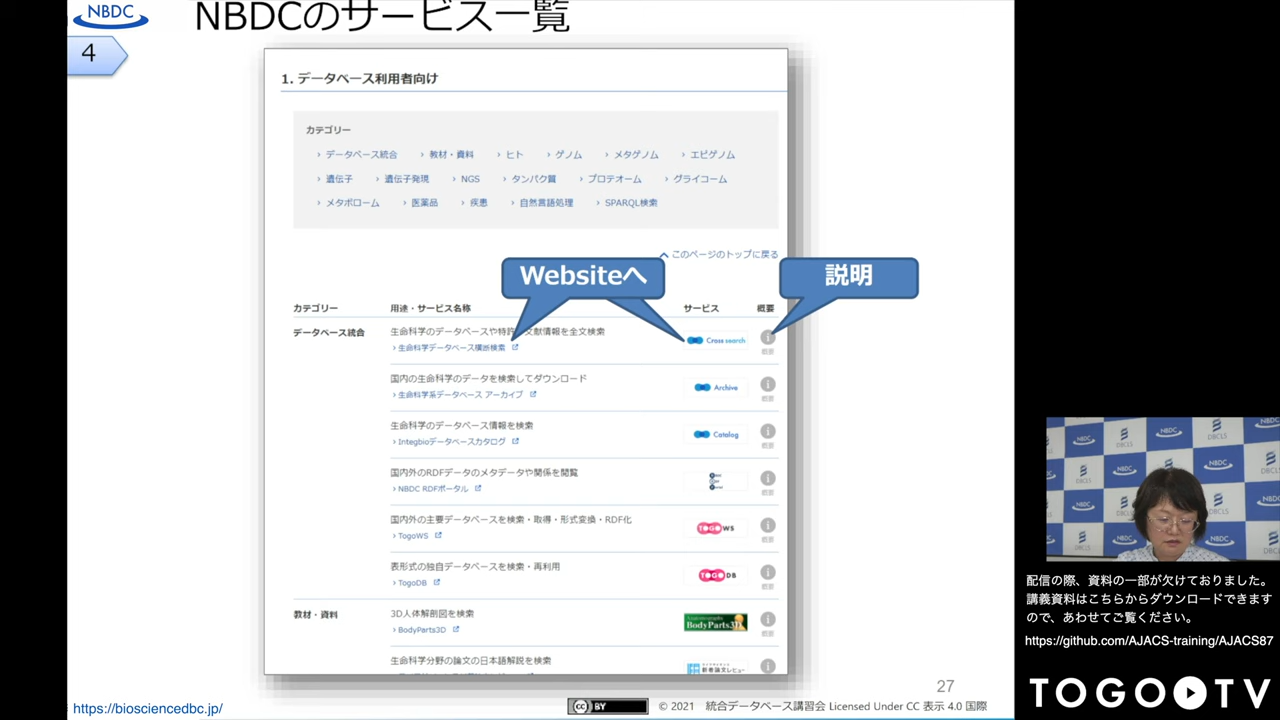 NBDC
NBDCのサービス一覧
4
1. データベース利用者向け
カテゴリー
› データベース統合 › 教材・資料 › ヒト › ゲノム › メタゲノム › エピゲノム
› 遺伝子 › 遺伝子発現 › NGS › タンパク質 › プロテオーム › グライコーム
› メタボローム › 医薬品 › 疾患 › 自然言語処理 › SPARQL検索
このページのトップに戻る
Websiteへ
説明
カテゴリー 用途・サービス名称 サービス 概要
データベース統合 生命科学のデータベースや特許 文献情報を全文検索
› 生命科学データベース横断検索 Cross search 概要
国内の生命科学のデータを検索してダウンロード
› 生命科学系データベース アーカイブ Archive 概要
生命科学のデータベース情報を検索
› Integbioデータベースカタログ Catalog 概要
国内外のRDFデータのメタデータや関係を閲覧
› NBDC RDFポータル 概要
国内外の主要データベースを検索・取得・形式変換・RDF化
› TogoWS TOGO WS 概要
表形式の独自データベースを検索・再利用
› TogoDB TOGO DB 概要
教材・資料 3D人体解剖図を検索
› BodyParts3D BodyParts3D 概要
生命科学分野の論文の日本語解説を検索
新着論文レビュー
27
https://biosciencedbc.jp/
CC BY
© 2021 統合データベース講習会 Licensed Under CC 表示 4.0 国際
NBDC
DBCLS
配信の際、資料の一部が欠けておりました。
講義資料はこちらからダウンロードできます
ので、あわせてご覧ください。
https://github.com/AJACS-training/AJACS87
TOGO TV